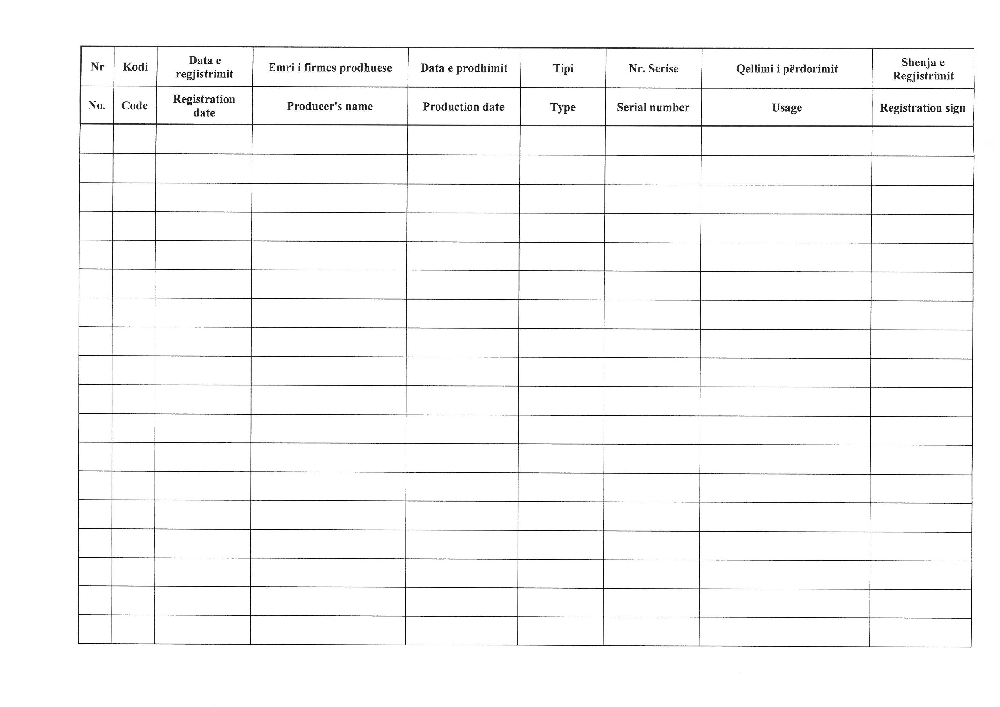 Nr Kodi Data e regjistrimit Emri i firmes prodhuese Data e prodhimit Tipi Nr. Serise Qellimi i përdorimit Shenja e Regjistrimit
No. Code Registration date Producer's name Production date Type Serial number Usage Registration sign